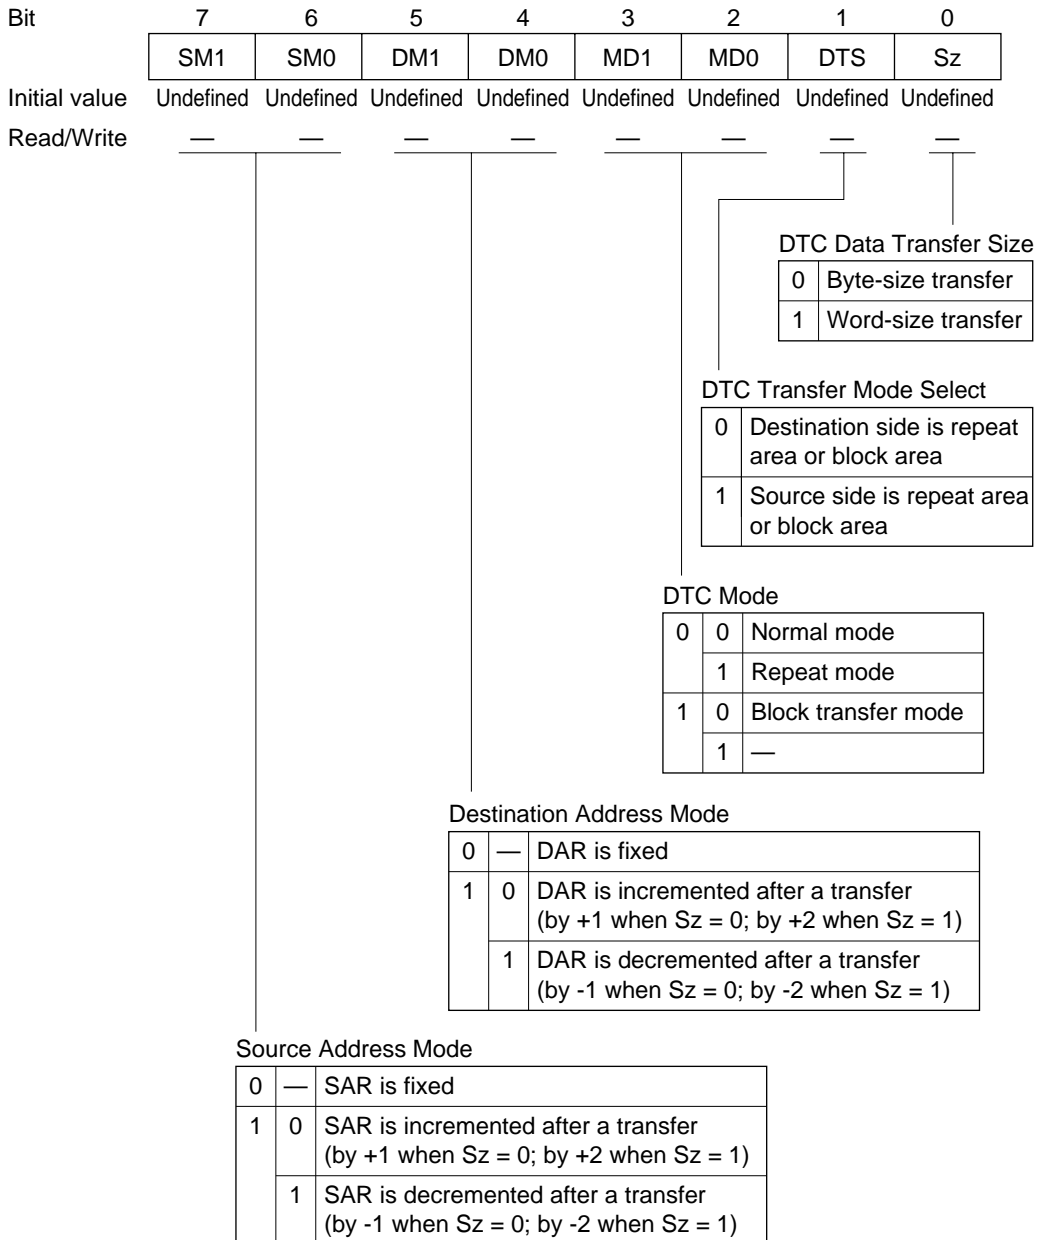 Bit 7 6 5 4 3 2 1 0
SM1 SM0 DM1 DM0 MD1 MD0 DTS Sz
Initial value Undefined Undefined Undefined Undefined Undefined Undefined Undefined Undefined
Read/Write — — — — — — — —
DTC Data Transfer Size
0 Byte-size transfer
1 Word-size transfer
DTC Transfer Mode Select
0 Destination side is repeat
area or block area
1 Source side is repeat area
or block area
DTC Mode
0 0 Normal mode
1 Repeat mode
1 0 Block transfer mode
1 —
Destination Address Mode
0 — DAR is fixed
1 0 DAR is incremented after a transfer
(by +1 when Sz = 0; by +2 when Sz = 1)
1 DAR is decremented after a transfer
(by -1 when Sz = 0; by -2 when Sz = 1)
Source Address Mode
0 — SAR is fixed
1 0 SAR is incremented after a transfer
(by +1 when Sz = 0; by +2 when Sz = 1)
1 SAR is decremented after a transfer
(by -1 when Sz = 0; by -2 when Sz = 1)